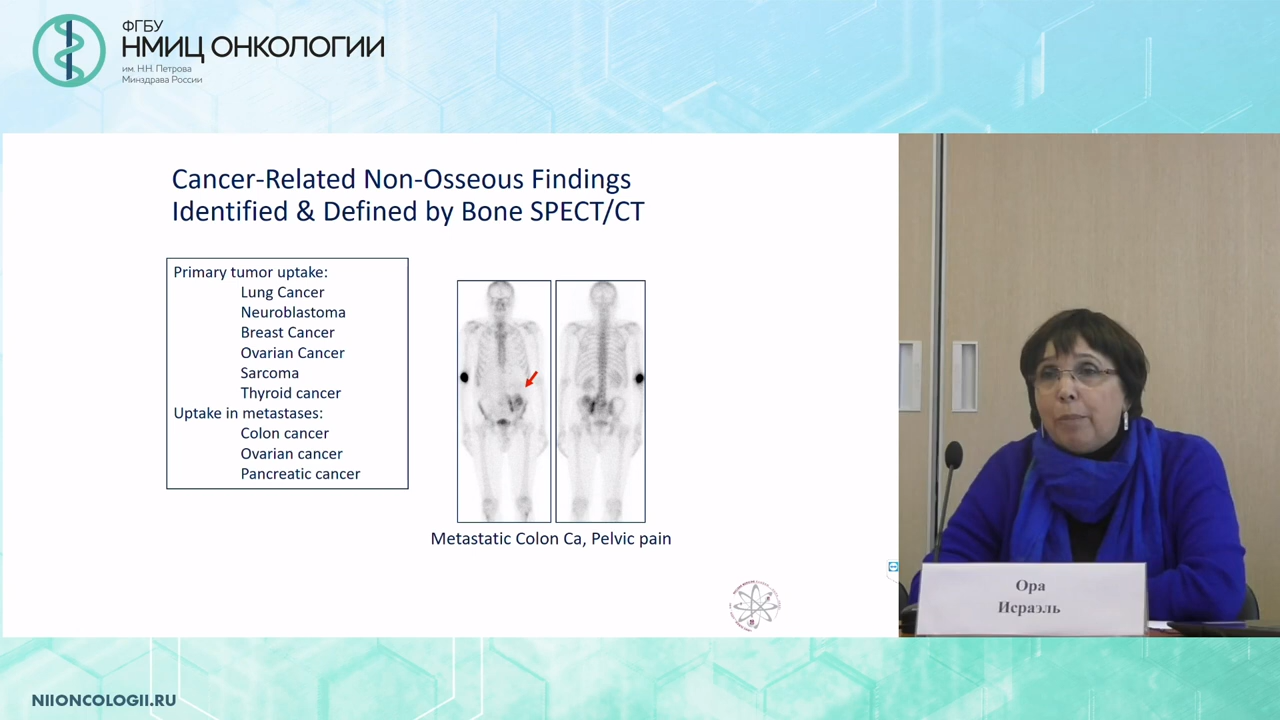 ФГБУ
НМИЦ ОНКОЛОГИИ
им. Н.Н. Петрова
Минздрава России
Cancer-Related Non-Osseous Findings
Identified & Defined by Bone SPECT/CT
Primary tumor uptake:
Lung Cancer
Neuroblastoma
Breast Cancer
Ovarian Cancer
Sarcoma
Thyroid cancer
Uptake in metastases:
Colon cancer
Ovarian cancer
Pancreatic cancer
Metastatic Colon Ca, Pelvic pain
Ора
Исраэль
NIIONCOLOGII.RU